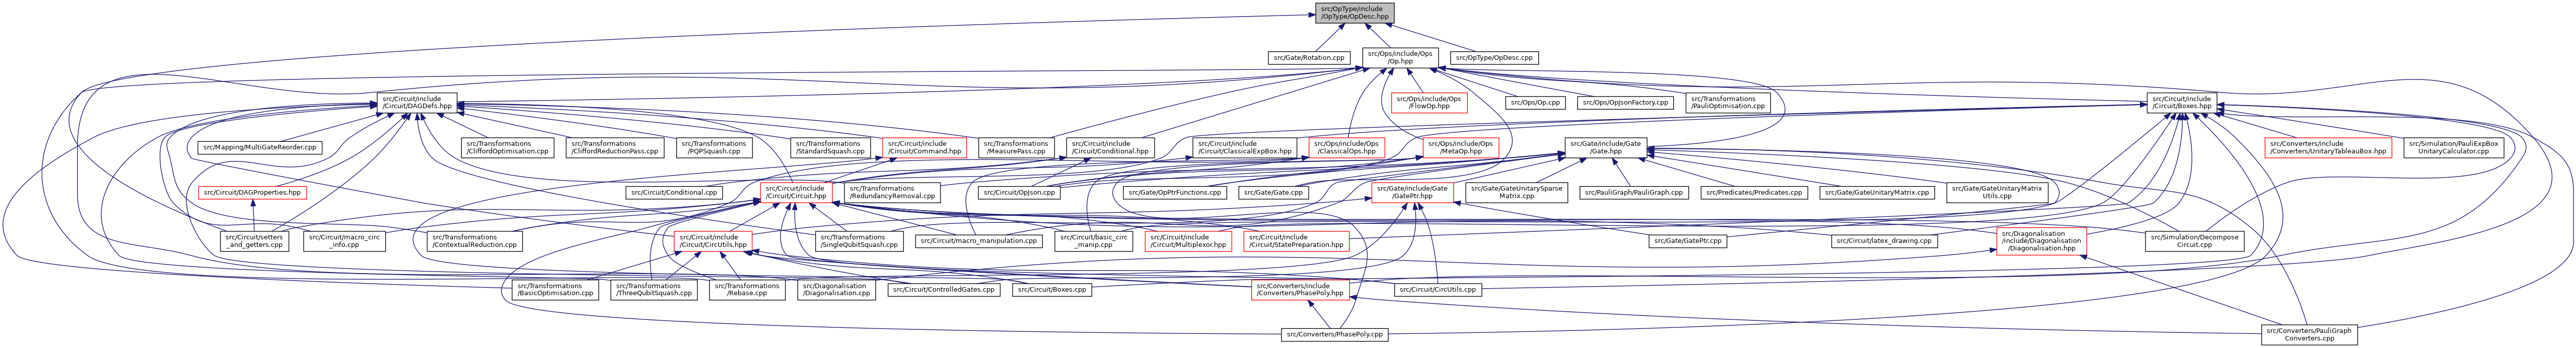 src/OpType/include
/OpType/OpDesc.hpp
src/Gate/Rotation.cpp
src/Ops/include/Ops
/Op.hpp
src/OpType/OpDesc.cpp
src/Circuit/include
/Circuit/DAGDefs.hpp
src/Ops/include/Ops
/FlowOp.hpp
src/Ops/Op.cpp
src/Ops/OpJsonFactory.cpp
src/Transformations
/PauliOptimisation.cpp
src/Circuit/include
/Circuit/Boxes.hpp
src/Mapping/MultiGateReorder.cpp
src/Transformations
/CliffordOptimisation.cpp
src/Transformations
/CliffordReductionPass.cpp
src/Transformations
/PQPSquash.cpp
src/Transformations
/StandardSquash.cpp
src/Circuit/include
/Circuit/Command.hpp
src/Transformations
/MeasurePass.cpp
src/Circuit/include
/Circuit/Conditional.hpp
src/Circuit/include
/Circuit/ClassicalExpBox.hpp
src/Ops/include/Ops
/ClassicalOps.hpp
src/Ops/include/Ops
/MetaOp.hpp
src/Gate/include/Gate
/Gate.hpp
src/Converters/include
/Converters/UnitaryTableauBox.hpp
src/Simulation/PauliExpBox
UnitaryCalculator.cpp
src/Circuit/DAGProperties.hpp
src/Circuit/Conditional.cpp
src/Circuit/include
/Circuit/Circuit.hpp
src/Transformations
/RedundancyRemoval.cpp
src/Circuit/OpJson.cpp
src/Gate/OpPtrFunctions.cpp
src/Gate/Gate.cpp
src/Gate/include/Gate
/GatePtr.hpp
src/Gate/GateUnitarySparse
Matrix.cpp
src/PauliGraph/PauliGraph.cpp
src/Predicates/Predicates.cpp
src/Gate/GateUnitaryMatrix.cpp
src/Gate/GateUnitaryMatrix
Utils.cpp
src/Circuit/setters
_and_getters.cpp
src/Circuit/macro_circ
_info.cpp
src/Transformations
/ContextualReduction.cpp
src/Circuit/include
/Circuit/CircUtils.hpp
src/Transformations
/SingleQubitSquash.cpp
src/Circuit/macro_manipulation.cpp
src/Circuit/basic_circ
_manip.cpp
src/Circuit/include
/Circuit/Multiplexor.hpp
src/Circuit/include
/Circuit/StatePreparation.hpp
src/Gate/GatePtr.cpp
src/Circuit/latex_drawing.cpp
src/Diagonalisation
/include/Diagonalisation
/Diagonalisation.hpp
src/Simulation/Decompose
Circuit.cpp
src/Transformations
/BasicOptimisation.cpp
src/Transformations
/ThreeQubitSquash.cpp
src/Transformations
/Rebase.cpp
src/Diagonalisation
/Diagonalisation.cpp
src/Circuit/ControlledGates.cpp
src/Circuit/Boxes.cpp
src/Converters/include
/Converters/PhasePoly.hpp
src/Circuit/CircUtils.cpp
src/Converters/PhasePoly.cpp
src/Converters/PauliGraph
Converters.cpp